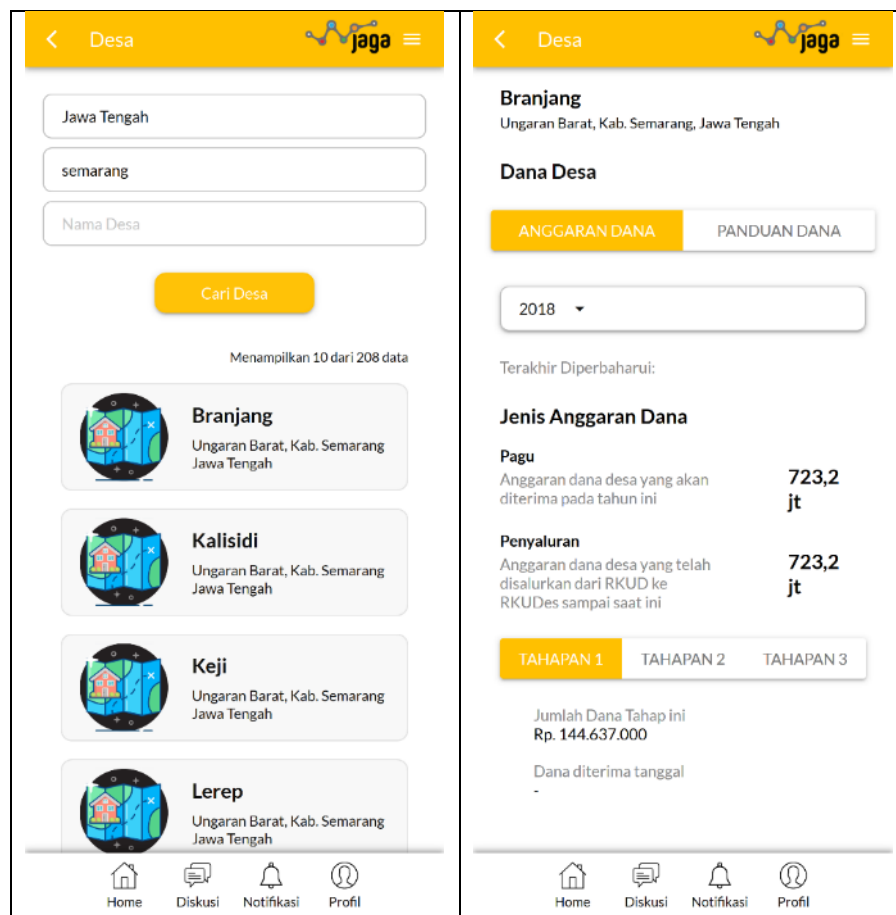 Desa
jaga
Jawa Tengah
semarang
Nama Desa
Cari Desa
Menampilkan 10 dari 208 data
Branjang
Ungaran Barat, Kab. Semarang
Jawa Tengah
Kalisidi
Ungaran Barat, Kab. Semarang
Jawa Tengah
Keji
Ungaran Barat, Kab. Semarang
Jawa Tengah
Lerep
Ungaran Barat, Kab. Semarang
Jawa Tengah
Home Diskusi Notifikasi Profil
Desa
jaga
Branjang
Ungaran Barat, Kab. Semarang, Jawa Tengah
Dana Desa
ANGGARAN DANA PANDUAN DANA
2018
Terakhir Diperbaharui:
Jenis Anggaran Dana
Pagu
Anggaran dana desa yang akan
diterima pada tahun ini
723,2
jt
Penyaluran
Anggaran dana desa yang telah
disalurkan dari RKUD ke
RKUDes sampai saat ini
723,2
jt
TAHAPAN 1 TAHAPAN 2 TAHAPAN 3
Jumlah Dana Tahap ini
Rp. 144.637.000
Dana diterima tanggal
-
Home Diskusi Notifikasi Profil